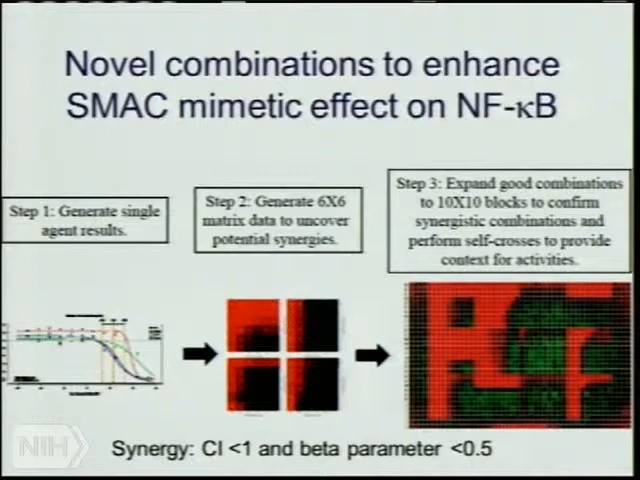 Novel combinations to enhance
SMAC mimetic effect on NF-κB
Step 1: Generate single
agent results.
Step 2: Generate 6X6
matrix data to uncover
potential synergies.
Step 3: Expand good combinations
to 10X10 blocks to confirm
synergistic combinations and
perform self-crosses to provide
context for activities.
NIH
Synergy: CI <1 and beta parameter <0.5